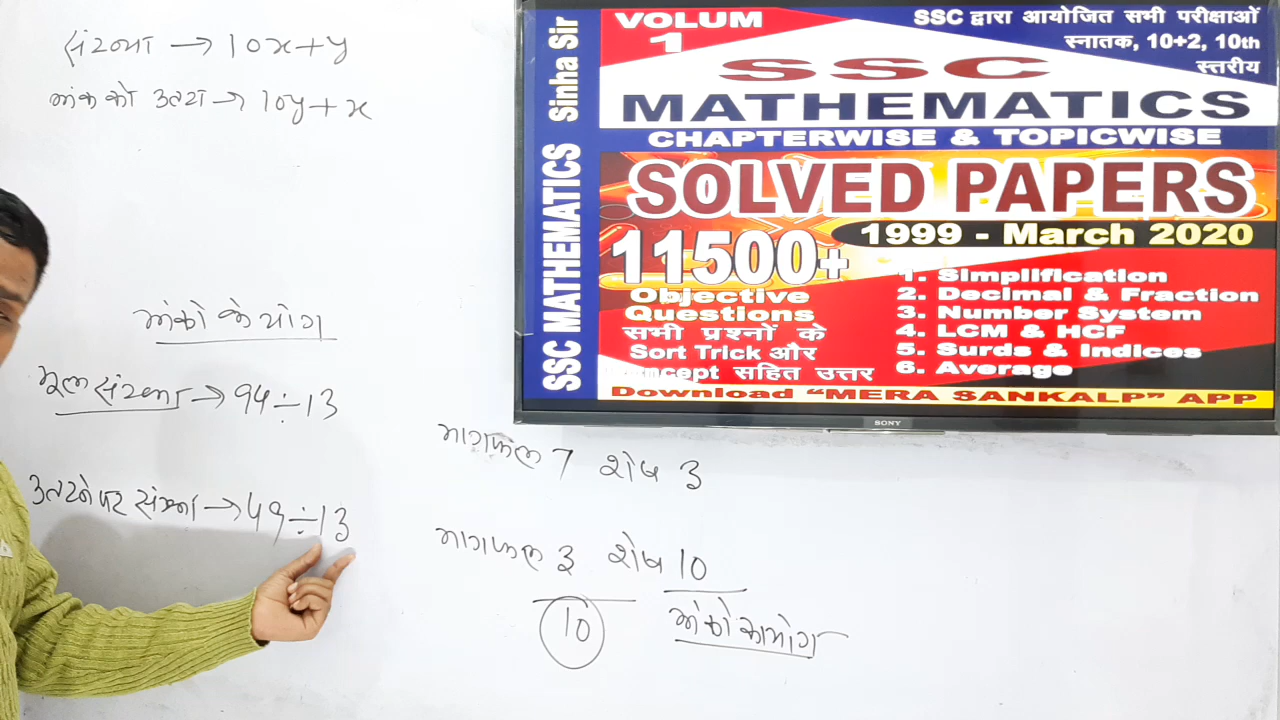 संख्या → 10x+y
अंक को उलटा → 10y+x
अंको के योग
मूल संख्या → 94 ÷ 13
उलटने पर संख्या → 49 ÷ 13
भागफल 7 शेष 3
भागफल 3 शेष 10
10 अंको का योग
SSC MATHEMATICS Sinha Sir
VOLUM
1
SSC द्वारा आयोजित सभी परीक्षाओं
स्नातक, 10+2, 10th
स्तरीय
SSC
MATHEMATICS
CHAPTERWISE & TOPICWISE
SOLVED PAPERS
1999 - March 2020
11500+
Objective
Questions
सभी प्रश्नों के
Sort Trick और
ncept सहित उत्तर
1. Simplification
2. Decimal & Fraction
3. Number System
4. LCM & HCF
5. Surds & Indices
6. Average
Download “MERA SANKALP” APP
SONY